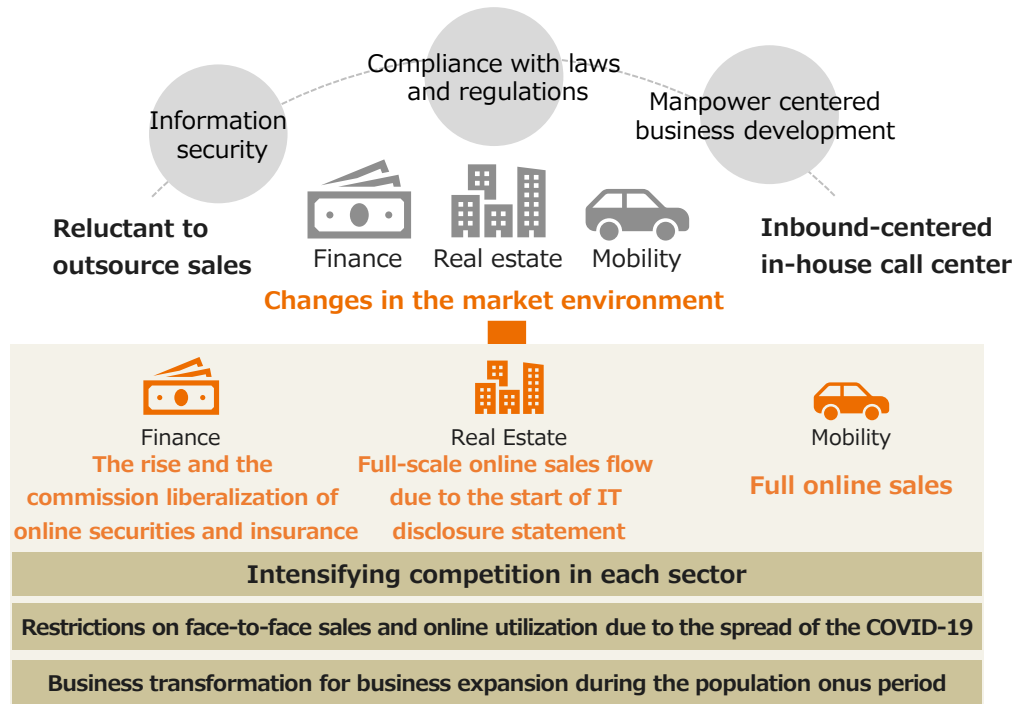 Compliance with laws
and regulations
Information
security
Manpower centered
business development
Reluctant to
outsource sales
Finance
Real estate
Mobility
Inbound-centered
in-house call center
Changes in the market environment
Finance
The rise and the
commission liberalization of
online securities and insurance
Real Estate
Full-scale online sales flow
due to the start of IT
disclosure statement
Mobility
Full online sales
Intensifying competition in each sector
Restrictions on face-to-face sales and online utilization due to the spread of the COVID-19
Business transformation for business expansion during the population onus period